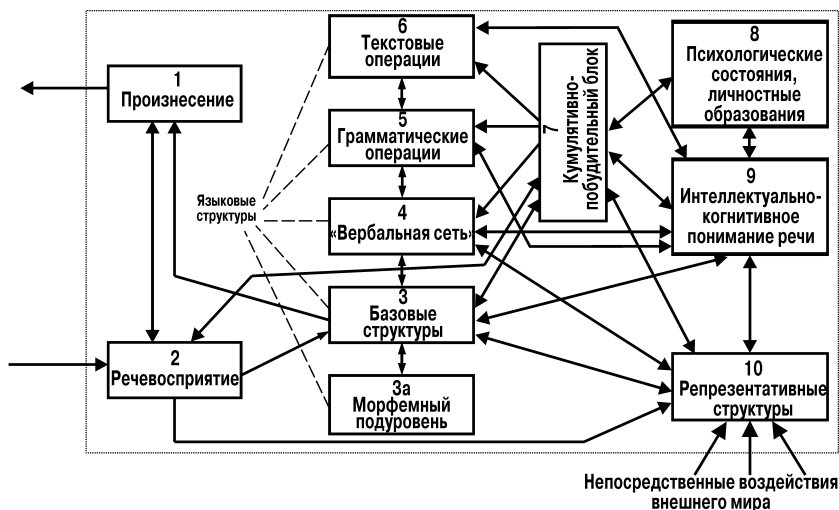 1
Произнесение
2
Речевосприятие
Языковые
структуры
6
Текстовые
операции
5
Грамматические
операции
4
«Вербальная сеть»
3
Базовые
структуры
3а
Морфемный
подуровень
7
Кумулятивно-
побудительный блок
8
Психологические
состояния,
личностные
образования
9
Интеллектуально-
когнитивное
понимание речи
10
Репрезентативные
структуры
Непосредственные воздействия
внешнего мира